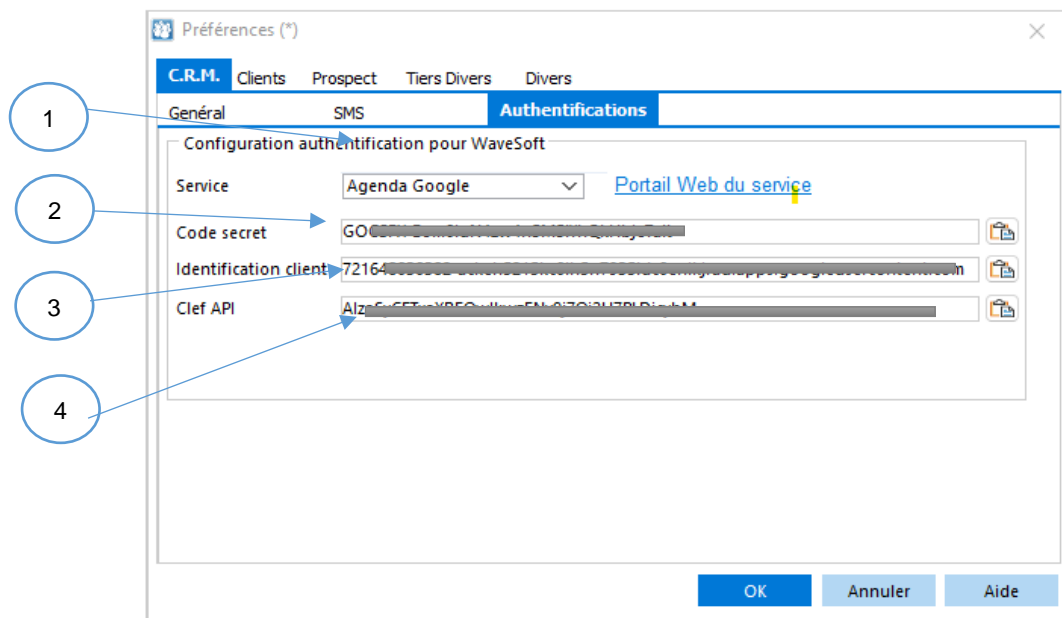 Préférences (*)
C.R.M. Clients Prospect Tiers Divers Divers
Genéral SMS Authentifications
1
Configuration authentification pour WaveSoft
Service Agenda Google Portail Web du service
2
Code secret
Identification client
3
Clef API
4
OK Annuler Aide